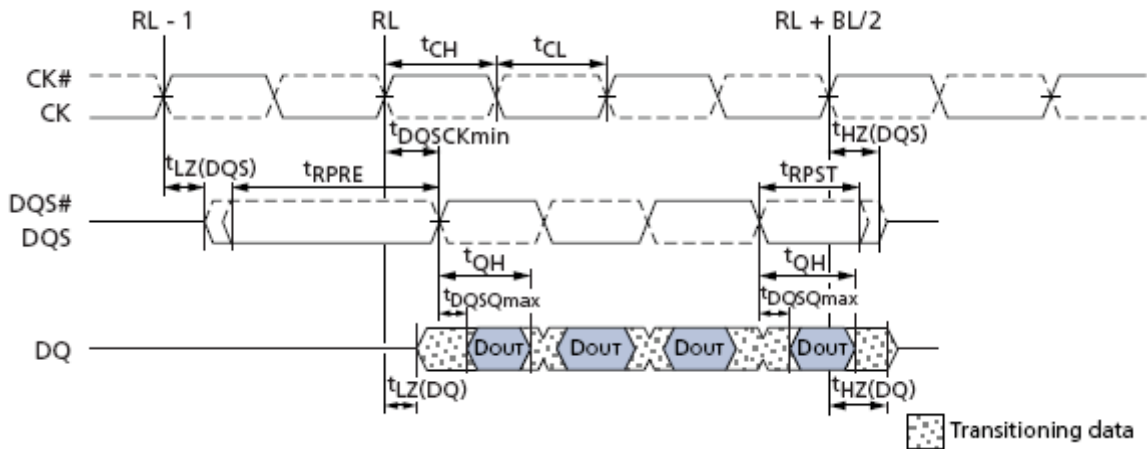 RL - 1 RL RL + BL/2
tCH tCL
CK#
CK
tDQSCKmin tHZ(DQS)
tLZ(DQS) tRPRE tRPST
DQS#
DQS
tQH tQH
tDQSQmax tDQSQmax
DQ DOUT DOUT DOUT DOUT
tLZ(DQ) tHZ(DQ)
Transitioning data